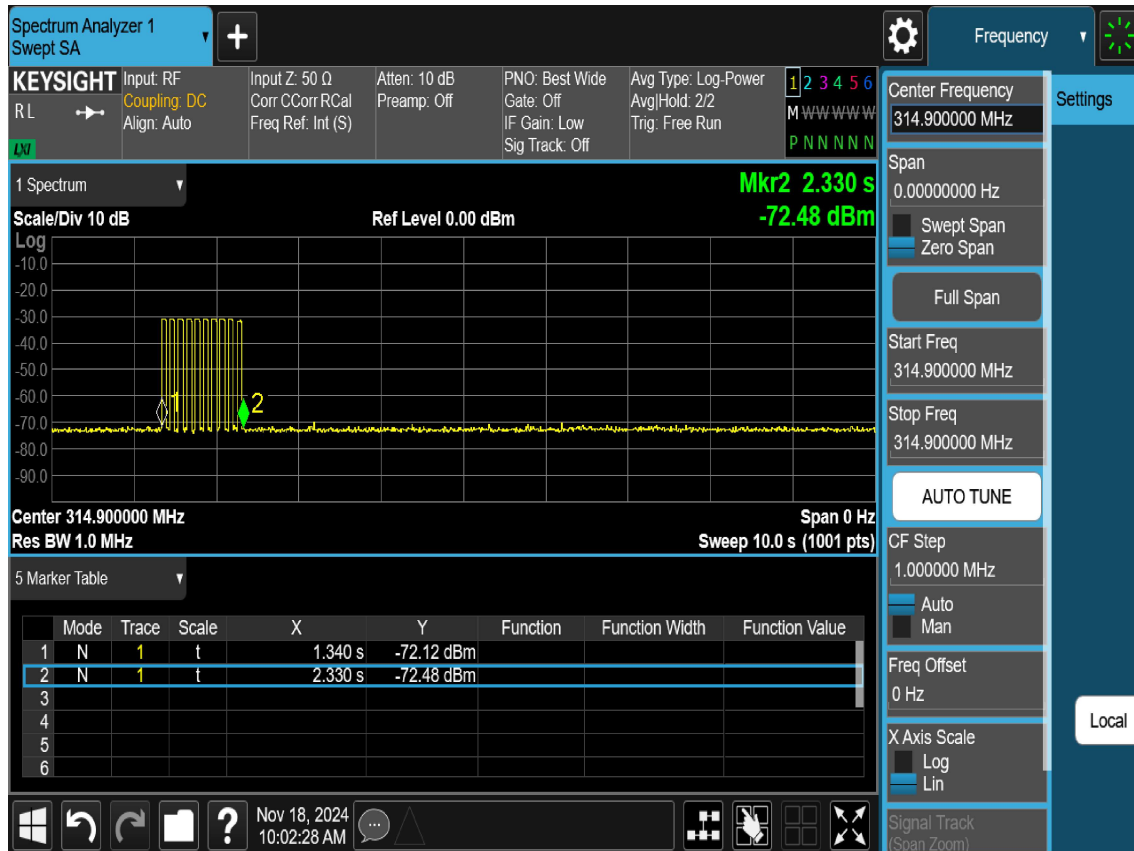 Spectrum Analyzer 1
Swept SA
+
Frequency
KEYSIGHT
RL
LXI
Input: RF
Coupling: DC
Align: Auto
Input Z: 50 Ω
Corr CCorr RCal
Freq Ref: Int (S)
Atten: 10 dB
Preamp: Off
PNO: Best Wide
Gate: Off
IF Gain: Low
Sig Track: Off
Avg Type: Log-Power
Avg|Hold: 2/2
Trig: Free Run
1 2 3 4 5 6
M W W W W W
P N N N N N
1 Spectrum
Mkr2 2.330 s
-72.48 dBm
Scale/Div 10 dB
Ref Level 0.00 dBm
Log
-10.0
-20.0
-30.0
-40.0
-50.0
-60.0
-70.0
-80.0
-90.0
1
2
Center 314.900000 MHz
Span 0 Hz
Res BW 1.0 MHz
Sweep 10.0 s (1001 pts)
5 Marker Table
Mode Trace Scale X Y Function Function Width Function Value
1 N 1 t 1.340 s -72.12 dBm
2 N 1 t 2.330 s -72.48 dBm
3
4
5
6
Nov 18, 2024
10:02:28 AM
?
Center Frequency
314.900000 MHz
Span
0.00000000 Hz
Swept Span
Zero Span
Full Span
Start Freq
314.900000 MHz
Stop Freq
314.900000 MHz
AUTO TUNE
CF Step
1.000000 MHz
Auto
Man
Freq Offset
0 Hz
X Axis Scale
Log
Lin
Signal Track
(Span Zoom)
Settings
Local